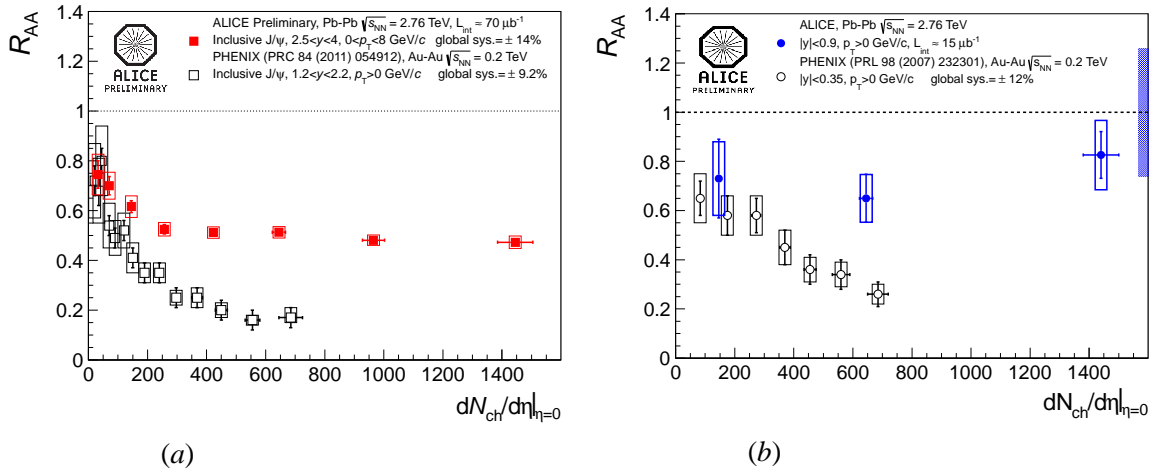 ALICE Preliminary, Pb-Pb √s_NN = 2.76 TeV, L_int ≈ 70 μb⁻¹
Inclusive J/ψ, 2.5<y<4, 0<p_T<8 GeV/c global sys.= ± 14%
PHENIX (PRC 84 (2011) 054912), Au-Au √s_NN = 0.2 TeV
Inclusive J/ψ, 1.2<y<2.2, p_T>0 GeV/c global sys.= ± 9.2%
ALICE
PRELIMINARY
R_AA
1.4
1.2
1
0.8
0.6
0.4
0.2
0
0 200 400 600 800 1000 1200 1400
dN_ch/dη|_η=0
(a)
ALICE, Pb-Pb √s_NN = 2.76 TeV
|y|<0.9, p_T>0 GeV/c, L_int ≈ 15 μb⁻¹
PHENIX (PRL 98 (2007) 232301), Au-Au √s_NN = 0.2 TeV
|y|<0.35, p_T>0 GeV/c global sys.= ± 12%
ALICE
PRELIMINARY
R_AA
1.4
1.2
1
0.8
0.6
0.4
0.2
0
0 200 400 600 800 1000 1200 1400
dN_ch/dη|_η=0
(b)